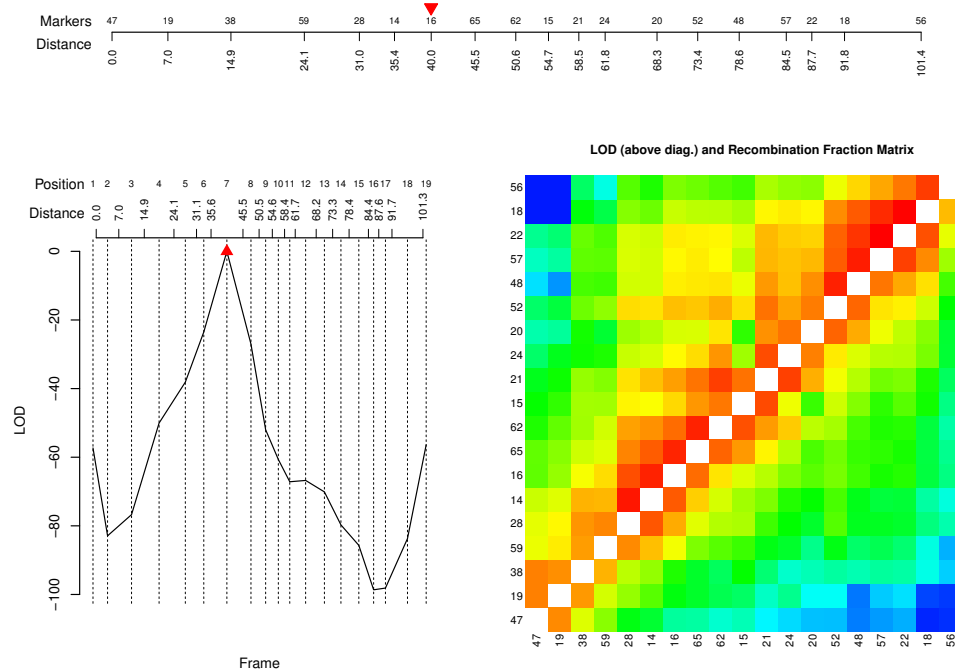 Markers 47 19 38 59 28 14 16 65 62 15 21 24 20 52 48 57 22 18 56
Distance
0.0 7.0 14.9 24.1 31.0 35.4 40.0 45.5 50.6 54.7 58.5 61.8 68.3 73.4 78.6 84.5 87.7 91.8 101.4
LOD (above diag.) and Recombination Fraction Matrix
Position 1 2 3 4 5 6 7 8 9 10 11 12 13 14 15 16 17 18 19
Distance 0.0 7.0 14.9 24.1 31.1 35.6 45.5 50.5 54.6 58.4 61.7 68.2 73.3 78.4 84.4 87.6 91.7 101.3
0
−20
−40
−60
−80
−100
LOD
Frame
56
18
22
57
48
52
20
24
21
15
62
65
16
14
28
59
38
19
47
47 19 38 59 28 14 16 65 62 15 21 24 20 52 48 57 22 18 56